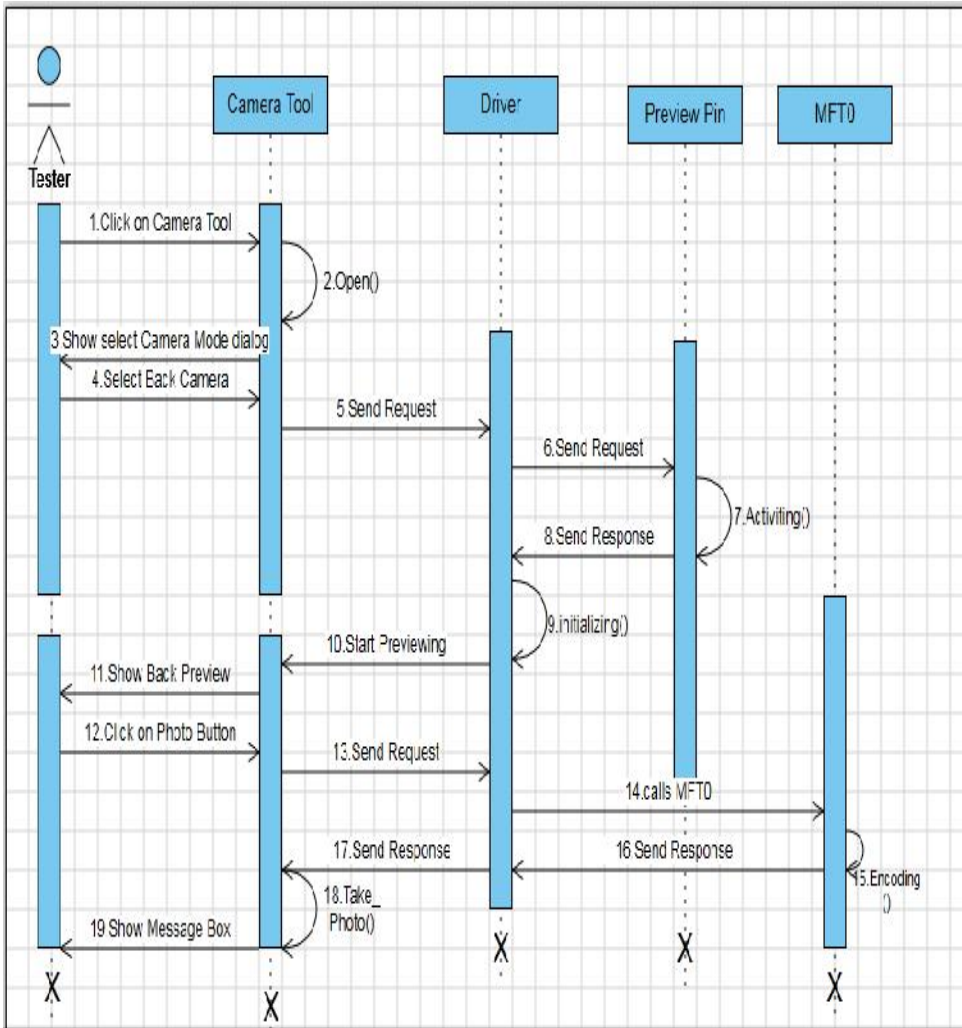 Camera Tool
Driver
Preview Pin
MFT0
Tester
1.Click on Camera Tool
2.Open()
3.Show select Camera Mode dialog
4.Select Eack Camera
5.Send Request
6.Send Request
7.Activiting()
8.Send Response
9.initializing()
10.Start Previewing
11.Show Back Preview
12.Click on Photo Button
13.Send Request
14.calls MFT0
15.Encoding
()
16.Send Response
17.Send Response
18.Take_
Photo()
19.Show Message Box
X
X
X
X
X